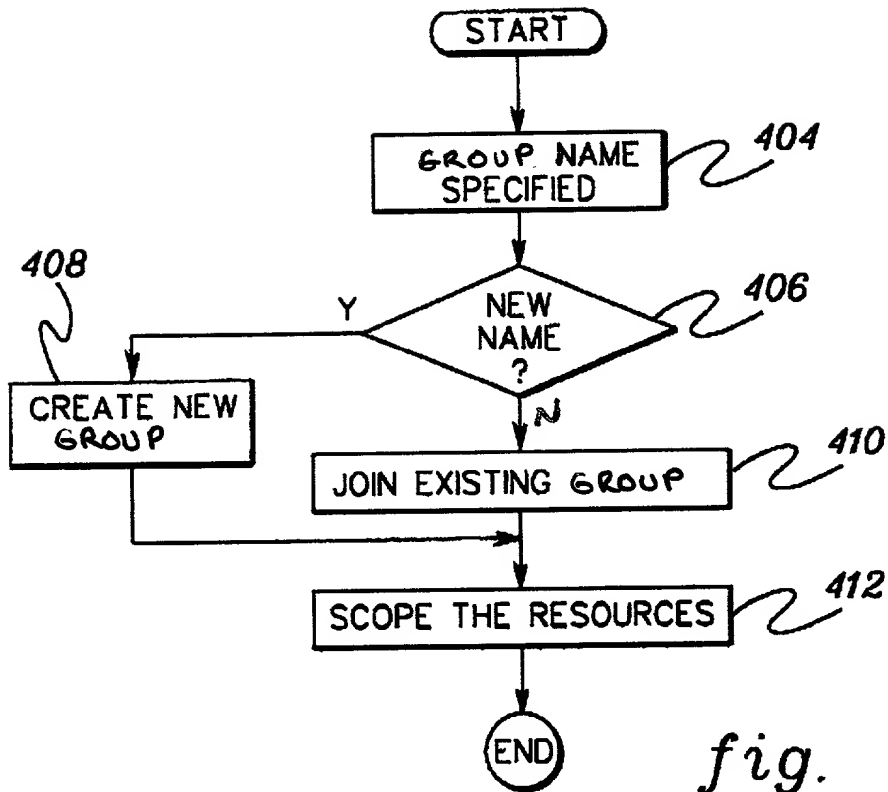 START
GROUP NAME
SPECIFIED
404
NEW
NAME
?
406
Y
408
CREATE NEW
GROUP
N
JOIN EXISTING GROUP
410
SCOPE THE RESOURCES
412
END
fig.